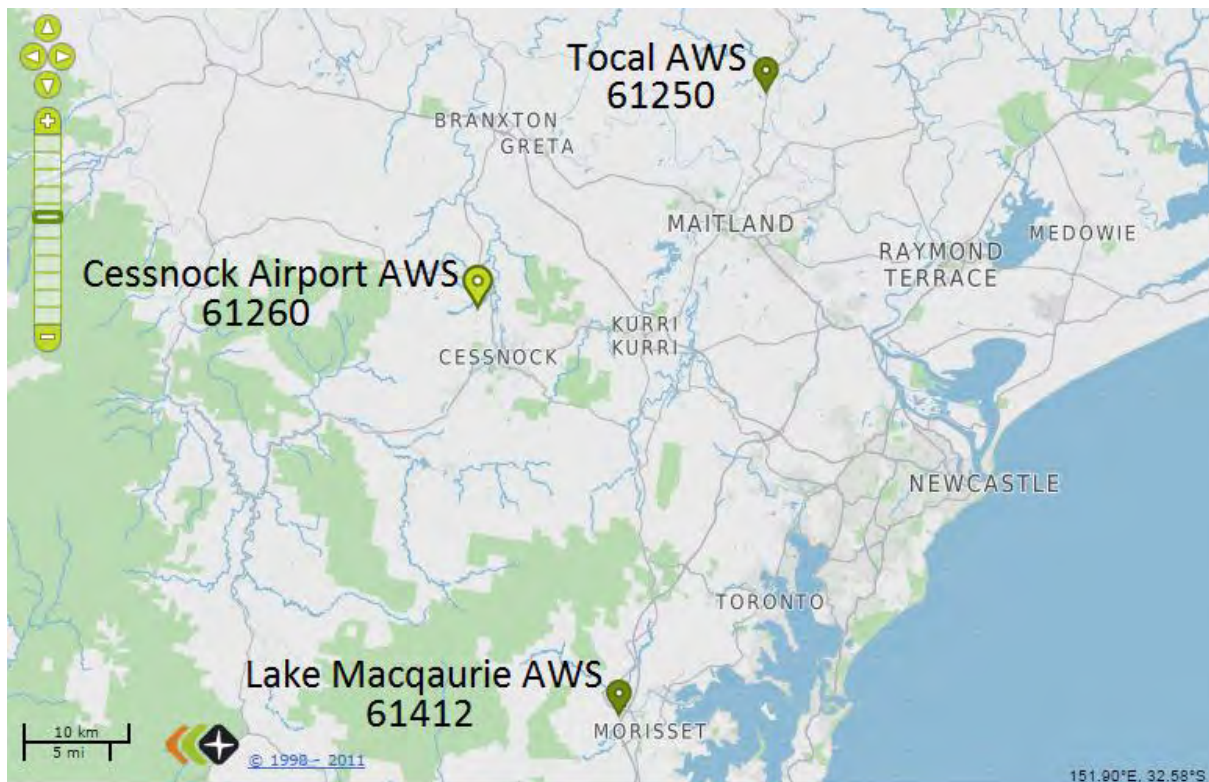 Tocal AWS
61250
BRANXTON
GRETA
MAITLAND
RAYMOND
TERRACE
MEDOWIE
Cessnock Airport AWS
61260
KURRI
KURRI
CESSNOCK
NEWCASTLE
TORONTO
Lake Macqaurie AWS
61412
MORISSET
10 km
5 mi
© 1998 - 2011
151.90°E, 32.58°S